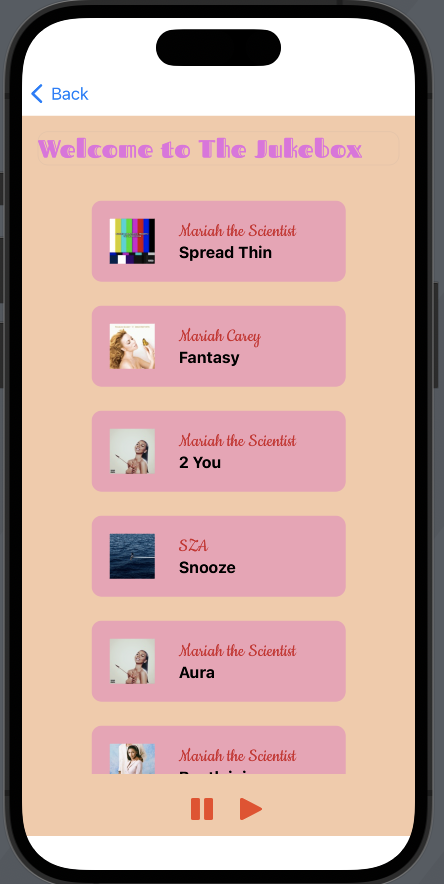 Back
Welcome to The Jukebox
Mariah the Scientist
Spread Thin
Mariah Carey
Fantasy
Mariah the Scientist
2 You
SZA
Snooze
Mariah the Scientist
Aura
Mariah the Scientist